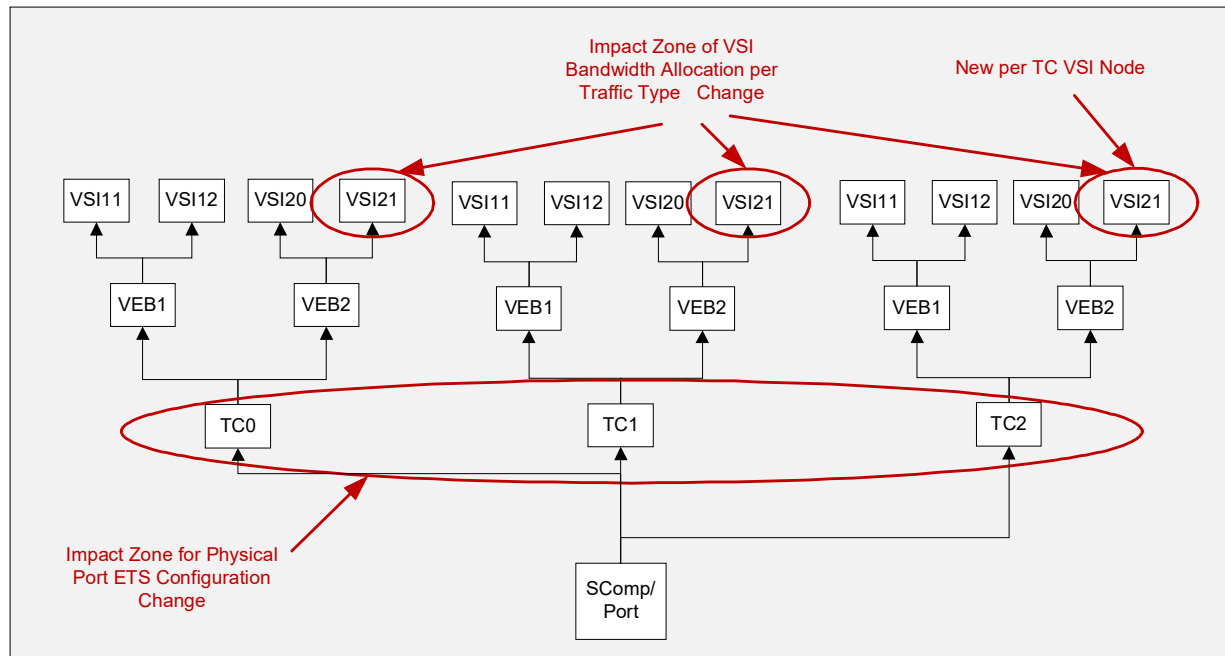 Impact Zone of VSI
Bandwidth Allocation per
Traffic Type Change
New per TC VSI Node
VSI11 VSI12 VSI20 VSI21 VSI11 VSI12 VSI20 VSI21 VSI11 VSI12 VSI20 VSI21
VEB1 VEB2 VEB1 VEB2 VEB1 VEB2
TC0 TC1 TC2
Impact Zone for Physical
Port ETS Configuration
Change
SComp/
Port